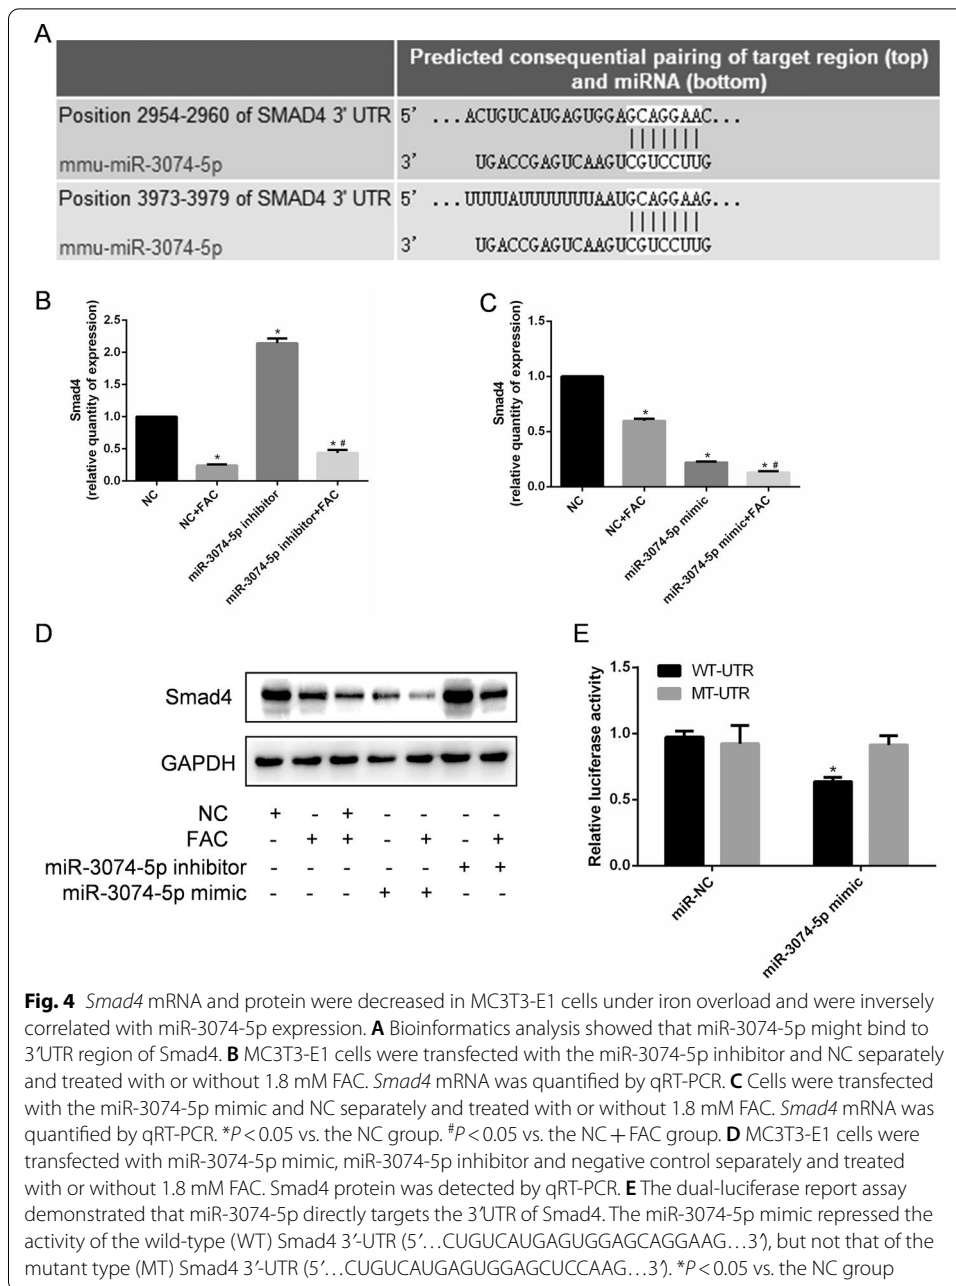 A
Predicted consequential pairing of target region (top)
and miRNA (bottom)
Position 2954-2960 of SMAD4 3' UTR 5' ...ACUGUCAUGAGUGGAGCAGGAAC...
mmu-miR-3074-5p 3' UGACCGAGUCAAGUCGUCCUUG
Position 3973-3979 of SMAD4 3' UTR 5' ...UUUUAUUUUUUUAAUGCAGGAAG...
mmu-miR-3074-5p 3' UGACCGAGUCAAGUCGUCCUUG
B
Smad4
(relative quantity of expression)
2.5
2.0
1.5
1.0
0.5
0.0
*
*
* #
NC
NC+FAC
miR-3074-5p inhibitor
miR-3074-5p inhibitor+FAC
C
Smad4
(relative quantity of expression)
1.5
1.0
0.5
0.0
*
*
* #
NC
NC+FAC
miR-3074-5p mimic
miR-3074-5p mimic+FAC
D
Smad4
GAPDH
NC + - + - - - -
FAC - + + - + - +
miR-3074-5p inhibitor - - - - - + +
miR-3074-5p mimic - - - + + - -
E
Relative luciferase activity
1.5
1.0
0.5
0.0
WT-UTR
MT-UTR
*
miR-NC
miR-3074-5p mimic
Fig. 4 Smad4 mRNA and protein were decreased in MC3T3-E1 cells under iron overload and were inversely
correlated with miR-3074-5p expression. A Bioinformatics analysis showed that miR-3074-5p might bind to
3′UTR region of Smad4. B MC3T3-E1 cells were transfected with the miR-3074-5p inhibitor and NC separately
and treated with or without 1.8 mM FAC. Smad4 mRNA was quantified by qRT-PCR. C Cells were transfected
with the miR-3074-5p mimic and NC separately and treated with or without 1.8 mM FAC. Smad4 mRNA was
quantified by qRT-PCR. *P < 0.05 vs. the NC group. #P < 0.05 vs. the NC + FAC group. D MC3T3-E1 cells were
transfected with miR-3074-5p mimic, miR-3074-5p inhibitor and negative control separately and treated
with or without 1.8 mM FAC. Smad4 protein was detected by qRT-PCR. E The dual-luciferase report assay
demonstrated that miR-3074-5p directly targets the 3′UTR of Smad4. The miR-3074-5p mimic repressed the
activity of the wild-type (WT) Smad4 3′-UTR (5′…CUGUCAUGAGUGGAGCAGGAAG…3′), but not that of the
mutant type (MT) Smad4 3′-UTR (5′…CUGUCAUGAGUGGAGCUCCAAG…3′). *P < 0.05 vs. the NC group